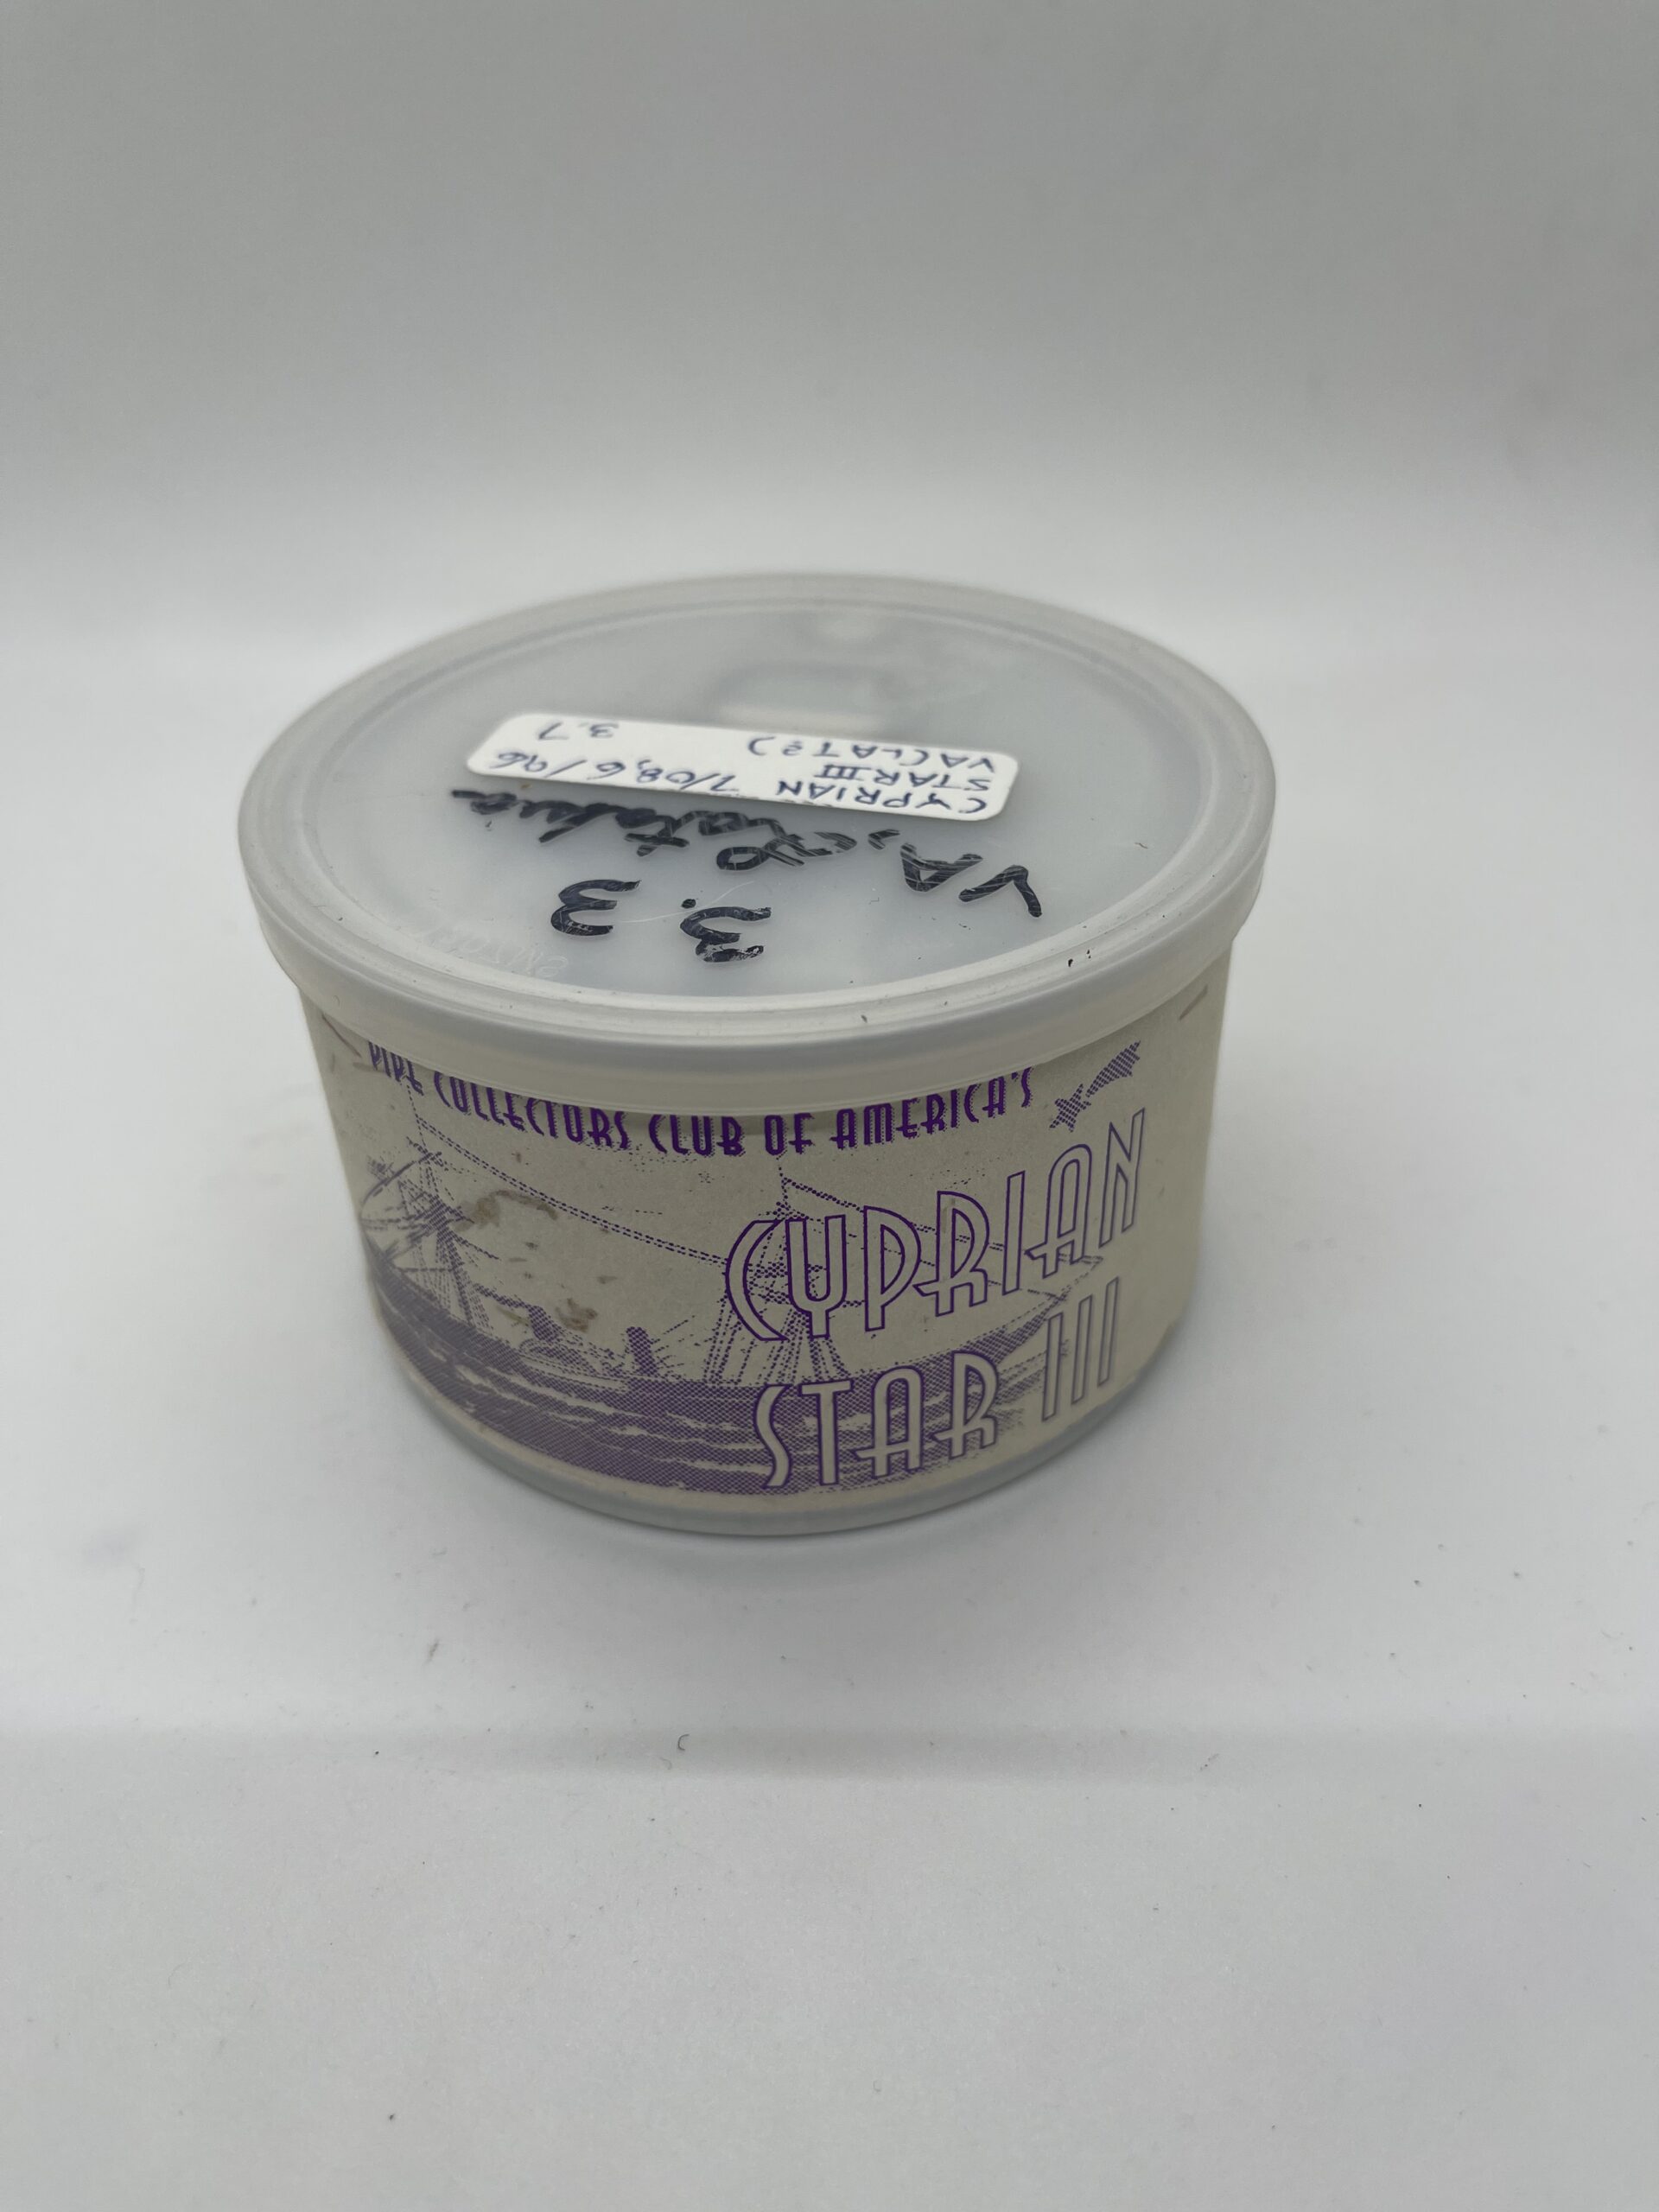 CYPRIAN 7/08, 6/96
STAR III
VA (LAT?) 3.7
VA,
3.3
PIPE COLLECTORS CLUB OF AMERICA'S
CYPRIAN
STAR III